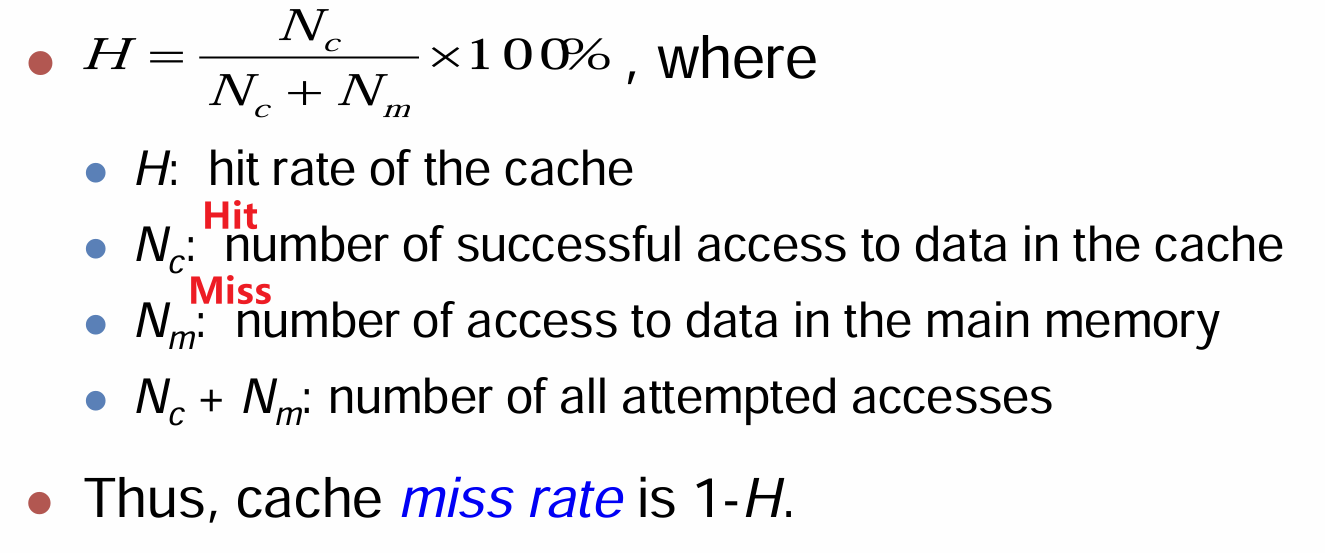 • H = N_c / (N_c + N_m) ×100%, where
• H: hit rate of the cache
Hit
• N_c: number of successful access to data in the cache
Miss
• N_m: number of access to data in the main memory
• N_c + N_m: number of all attempted accesses
• Thus, cache miss rate is 1-H.